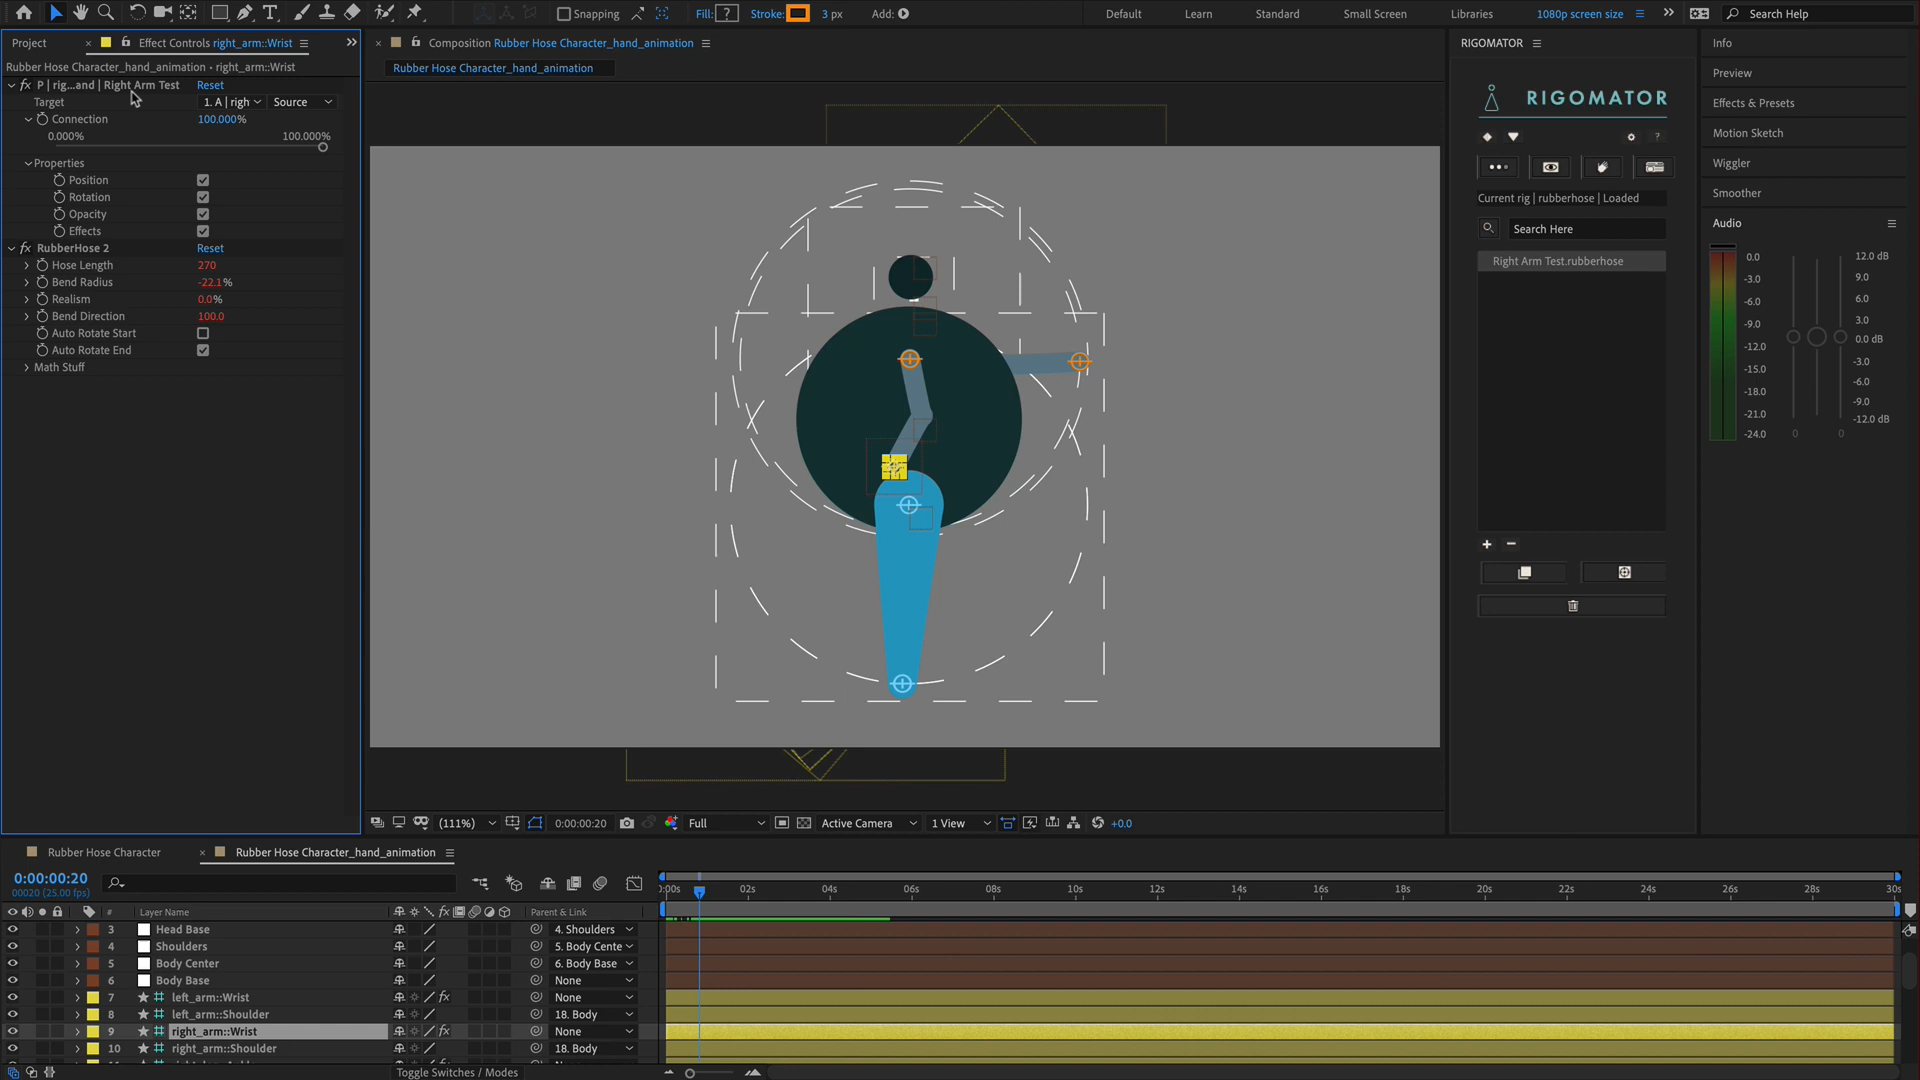 Snapping
Fill: ?
Stroke:
3 px
Add:
Default
Learn
Standard
Small Screen
Libraries
1080p screen size
Search Help
Project
Effect Controls right_arm::Wrist
Rubber Hose Character_hand_animation • right_arm::Wrist
fx P | rig...and | Right Arm Test Reset
Target 1. A | righ Source
Connection 100.000%
0.000% 100.000%
Properties
Position
Rotation
Opacity
Effects
fx RubberHose 2 Reset
Hose Length 270
Bend Radius -22.1%
Realism 0.0%
Bend Direction 100.0
Auto Rotate Start
Auto Rotate End
Math Stuff
Composition Rubber Hose Character_hand_animation
Rubber Hose Character_hand_animation
(111%)
0:00:00:20
Full
Active Camera
1 View
+0.0
RIGOMATOR
RIGOMATOR
?
Current rig | rubberhose | Loaded
Search Here
Right Arm Test.rubberhose
Info
Preview
Effects & Presets
Motion Sketch
Wiggler
Smoother
Audio
0.0 12.0 dB
-3.0 9.0
-6.0 6.0
-9.0 3.0
-12.0 0.0 dB
-15.0 -3.0
-18.0 -6.0
-21.0 -9.0
-24.0 -12.0 dB
0 0
Rubber Hose Character
Rubber Hose Character_hand_animation
0:00:00:20
00020 (25.00 fps)
# Layer Name fx Parent & Link
3 Head Base 4. Shoulders
4 Shoulders 5. Body Cente
5 Body Center 6. Body Base
6 Body Base None
7 left_arm::Wrist fx None
8 left_arm::Shoulder 18. Body
9 right_arm::Wrist fx None
10 right_arm::Shoulder 18. Body
:00s 02s 04s 06s 08s 10s 12s 14s 16s 18s 20s 22s 24s 26s 28s 30s
Toggle Switches / Modes